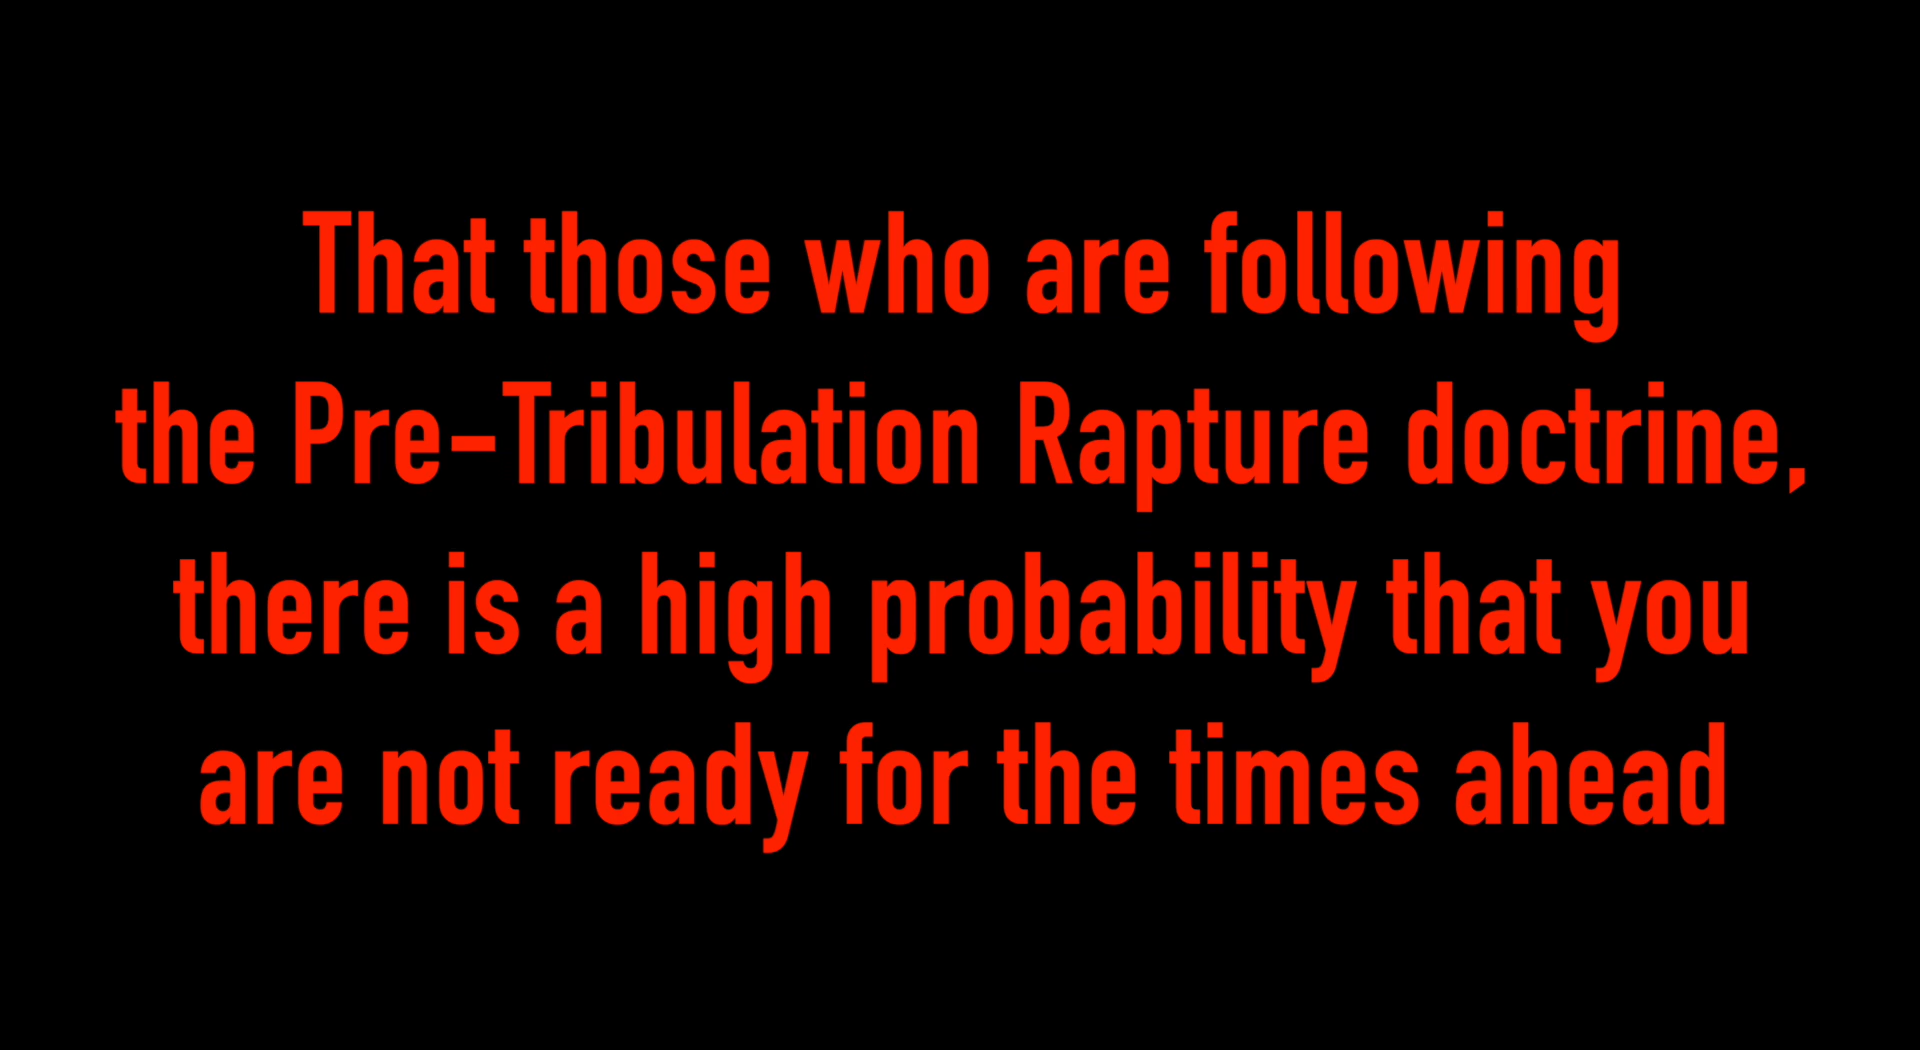 That those who are following
the Pre-Tribulation Rapture doctrine,
there is a high probability that you
are not ready for the times ahead